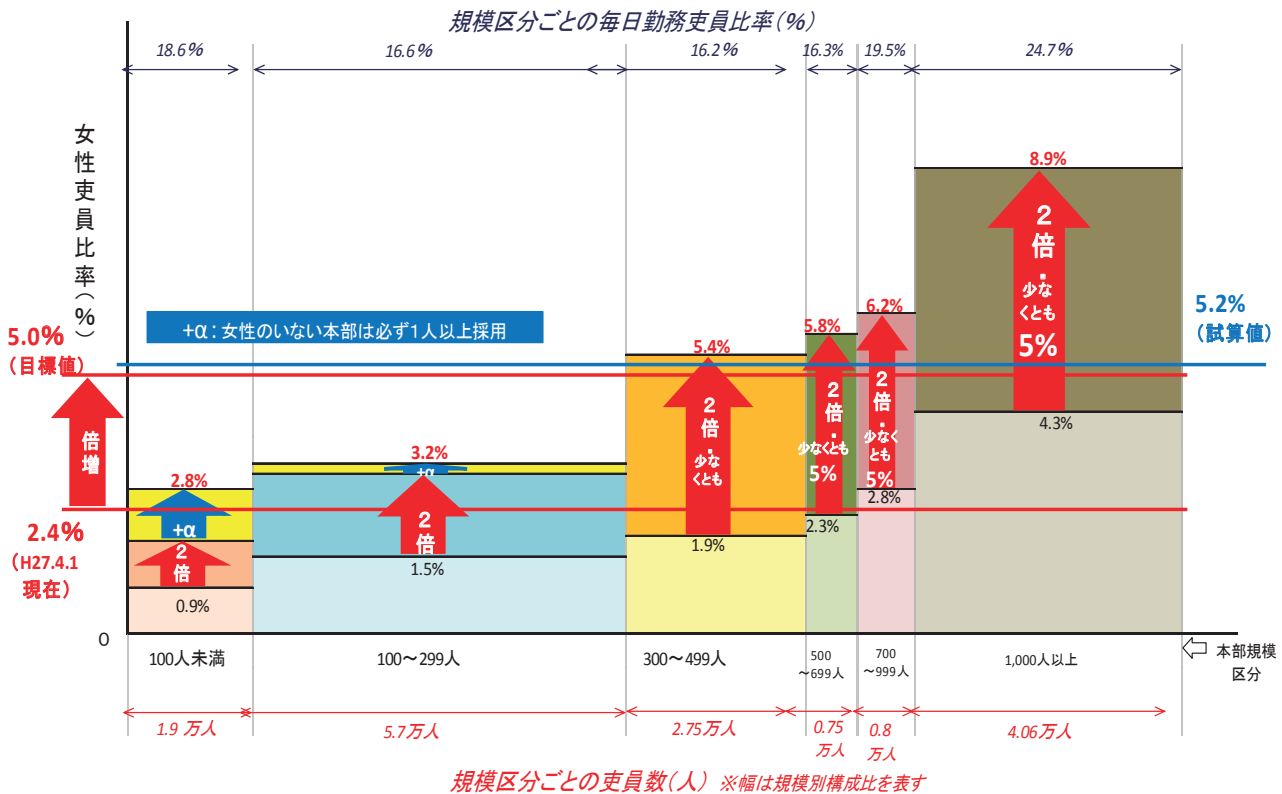 規模区分ごとの毎日勤務吏員比率(%)
18.6%
16.6%
16.2%
16.3%
19.5%
24.7%
女性吏員比率(%)
8.9%
2倍・少なくとも5%
4.3%
6.2%
2倍・少なくとも5%
2.8%
5.8%
2倍・少なくとも5%
2.3%
5.4%
2倍・少なくとも
1.9%
+α:女性のいない本部は必ず1人以上採用
5.2%
(試算値)
5.0%
(目標値)
倍増
2.4%
(H27.4.1
現在)
3.2%
+α
2倍
1.5%
2.8%
+α
2倍
0.9%
0
100人未満
100~299人
300~499人
500
~699人
700
~999人
1,000人以上
本部規模
区分
1.9 万人
5.7万人
2.75万人
0.75
万人
0.8
万人
4.06万人
規模区分ごとの吏員数(人) ※幅は規模別構成比を表す